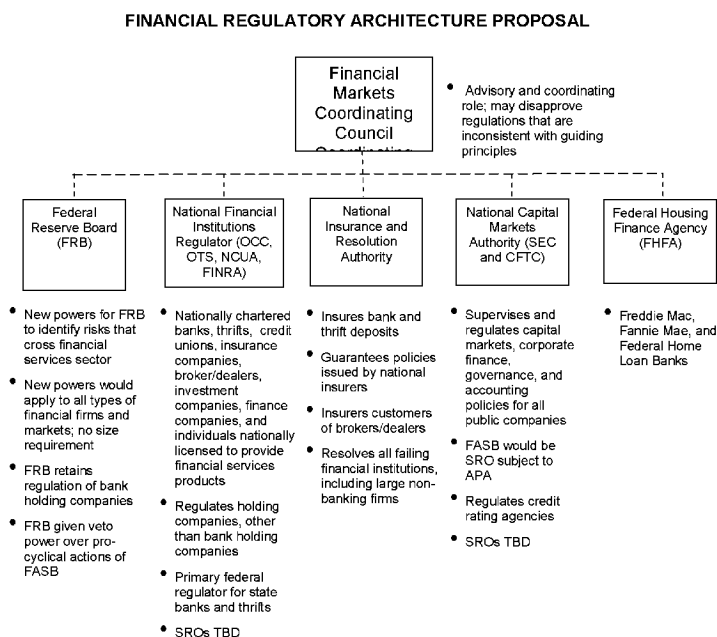 FINANCIAL REGULATORY ARCHITECTURE PROPOSAL
Financial
Markets
Coordinating
Council
Coordinating
• Advisory and coordinating
role; may disapprove
regulations that are
inconsistent with guiding
principles
Federal
Reserve Board
(FRB)
National Financial
Institutions
Regulator (OCC,
OTS, NCUA,
FINRA)
National
Insurance and
Resolution
Authority
National Capital
Markets
Authority (SEC
and CFTC)
Federal Housing
Finance Agency
(FHFA)
• New powers for FRB
to identify risks that
cross financial
services sector
• New powers would
apply to all types of
financial firms and
markets; no size
requirement
• FRB retains
regulation of bank
holding companies
• FRB given veto
power over pro-
cyclical actions of
FASB
• Nationally chartered
banks, thrifts, credit
unions, insurance
companies,
broker/dealers,
investment
companies, finance
companies, and
individuals nationally
licensed to provide
financial services
products
• Regulates holding
companies, other
than bank holding
companies
• Primary federal
regulator for state
banks and thrifts
• SROs TBD
• Insures bank and
thrift deposits
• Guarantees policies
issued by national
insurers
• Insurers customers
of brokers/dealers
• Resolves all failing
financial institutions,
including large non-
banking firms
• Supervises and
regulates capital
markets, corporate
finance,
governance, and
accounting
policies for all
public companies
• FASB would be
SRO subject to
APA
• Regulates credit
rating agencies
• SROs TBD
• Freddie Mac,
Fannie Mae, and
Federal Home
Loan Banks